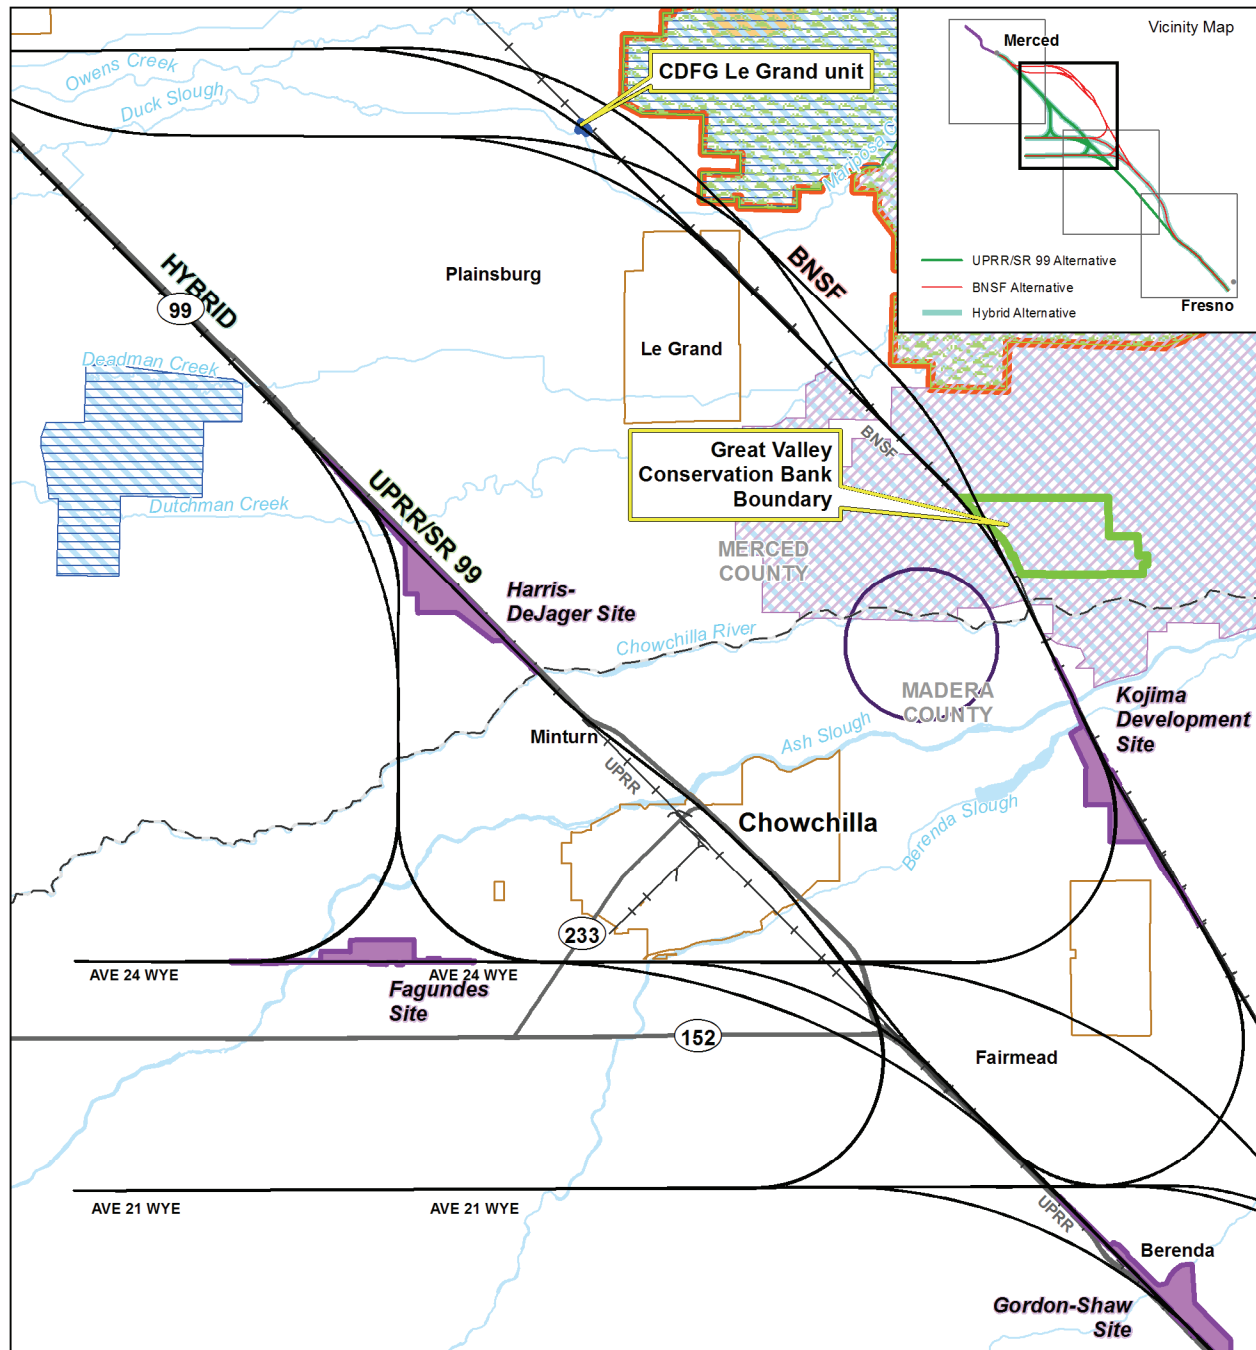 Owens Creek
Duck Slough
CDFG Le Grand unit
Mariposa C
Vicinity Map
Merced
UPRR/SR 99 Alternative
BNSF Alternative
Hybrid Alternative
Fresno
HYBRID
99
Plainsburg
BNSF
Le Grand
Deadman Creek
Dutchman Creek
BNSF
Great Valley
Conservation Bank
Boundary
UPRR/SR 99
MERCED
COUNTY
Harris-
DeJager Site
Chowchilla River
MADERA
COUNTY
Kojima
Development
Site
Minturn
UPRR
Ash Slough
Chowchilla
Berenda Slough
233
AVE 24 WYE
AVE 24 WYE
Fagundes
Site
152
Fairmead
AVE 21 WYE
AVE 21 WYE
UPRR
Berenda
Gordon-Shaw
Site